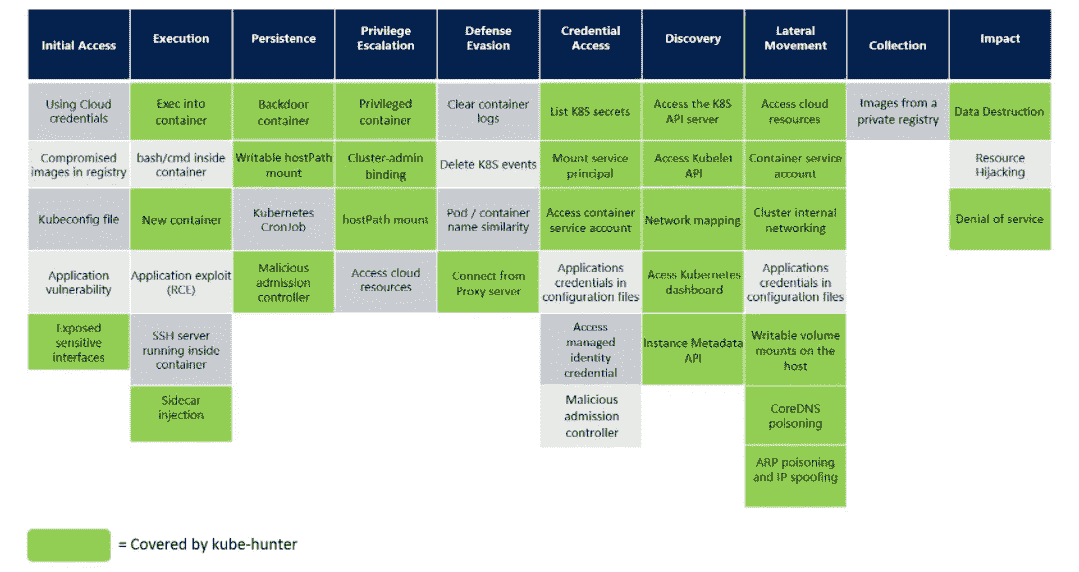 Initial Access
Execution
Persistence
Privilege
Escalation
Defense
Evasion
Credential
Access
Discovery
Lateral
Movement
Collection
Impact
Using Cloud
credentials
Exec into
container
Backdoor
container
Privileged
container
Clear container
logs
List K8S secrets
Access the K8S
API server
Access cloud
resources
Images from a
private registry
Data Destruction
Compromised
images in registry
bash/cmd inside
container
Writable hostPath
mount
Cluster-admin
binding
Delete K8S events
Mount service
principal
Access Kubelet
API
Container service
account
Resource
Hijacking
Kubeconfig file
New container
Kubernetes
CronJob
hostPath mount
Pod / container
name similarity
Access container
service account
Network mapping
Cluster internal
networking
Denial of service
Application
vulnerability
Application exploit
(RCE)
Malicious
admission
controller
Access cloud
resources
Connect from
Proxy server
Applications
credentials in
configuration files
Acess Kubernetes
dashboard
Applications
credentials in
configuration files
Exposed
sensitive
interfaces
SSH server
running inside
container
Access
managed
identity
credential
Instance Metadata
API
Writable volume
mounts on the
host
Sidecar
injection
Malicious
admission
controller
CoreDNS
poisoning
ARP poisoning
and IP spoofing
= Covered by kube-hunter